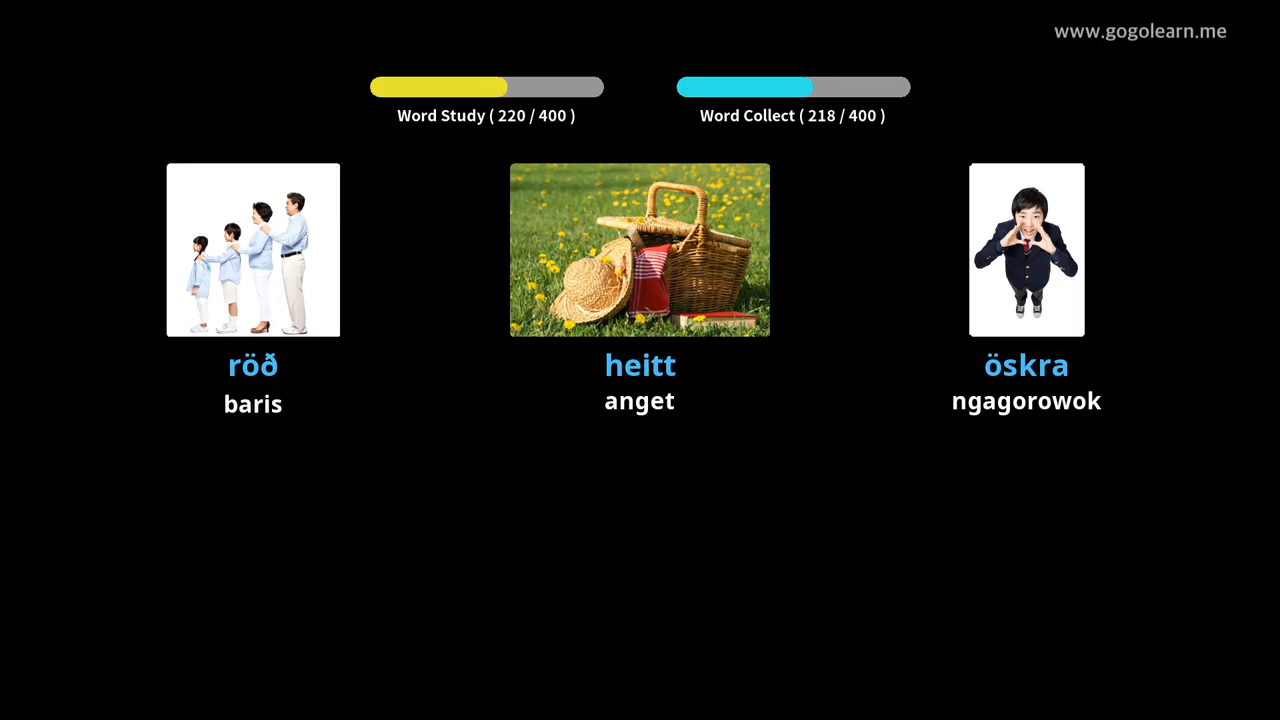 www.gogolearn.me
Word Study ( 220 / 400 )
Word Collect ( 218 / 400 )
röð
baris
heitt
anget
öskra
ngagorowok